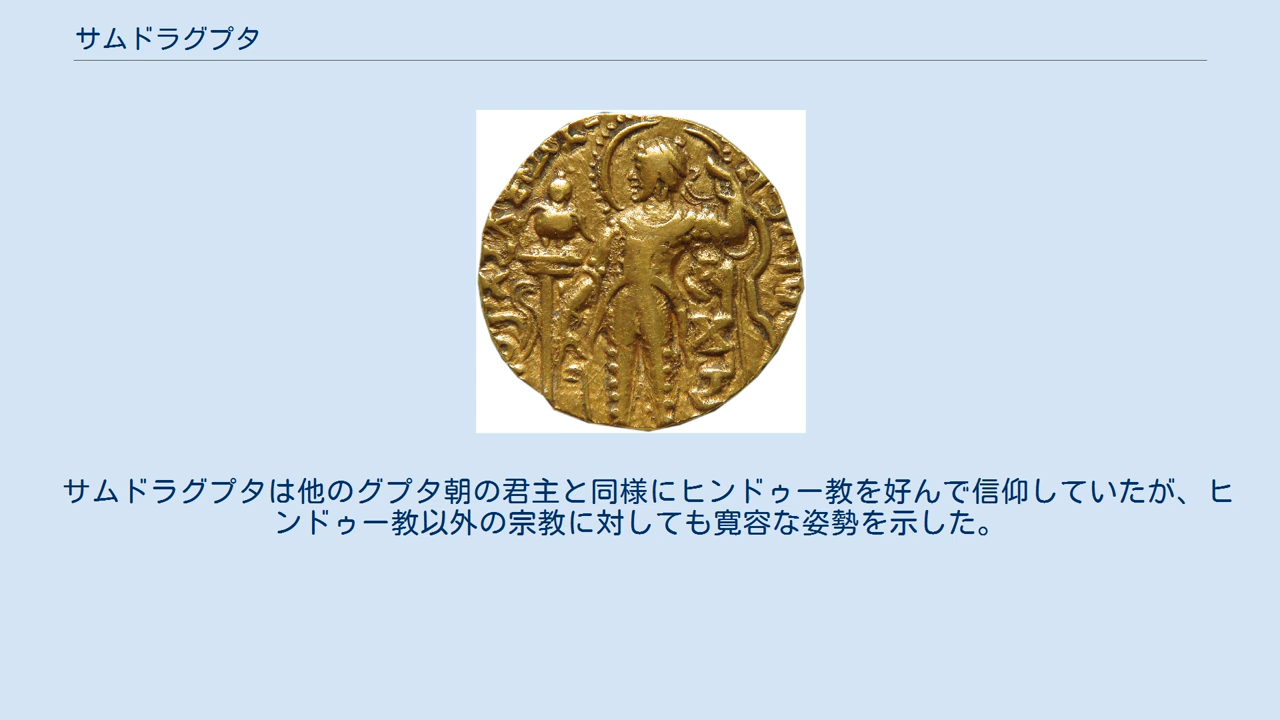 サムドラグプタ
サムドラグプタは他のグプタ朝の君主と同様にヒンドゥー教を好んで信仰していたが、ヒ
ンドゥー教以外の宗教に対しても寛容な姿勢を示した。